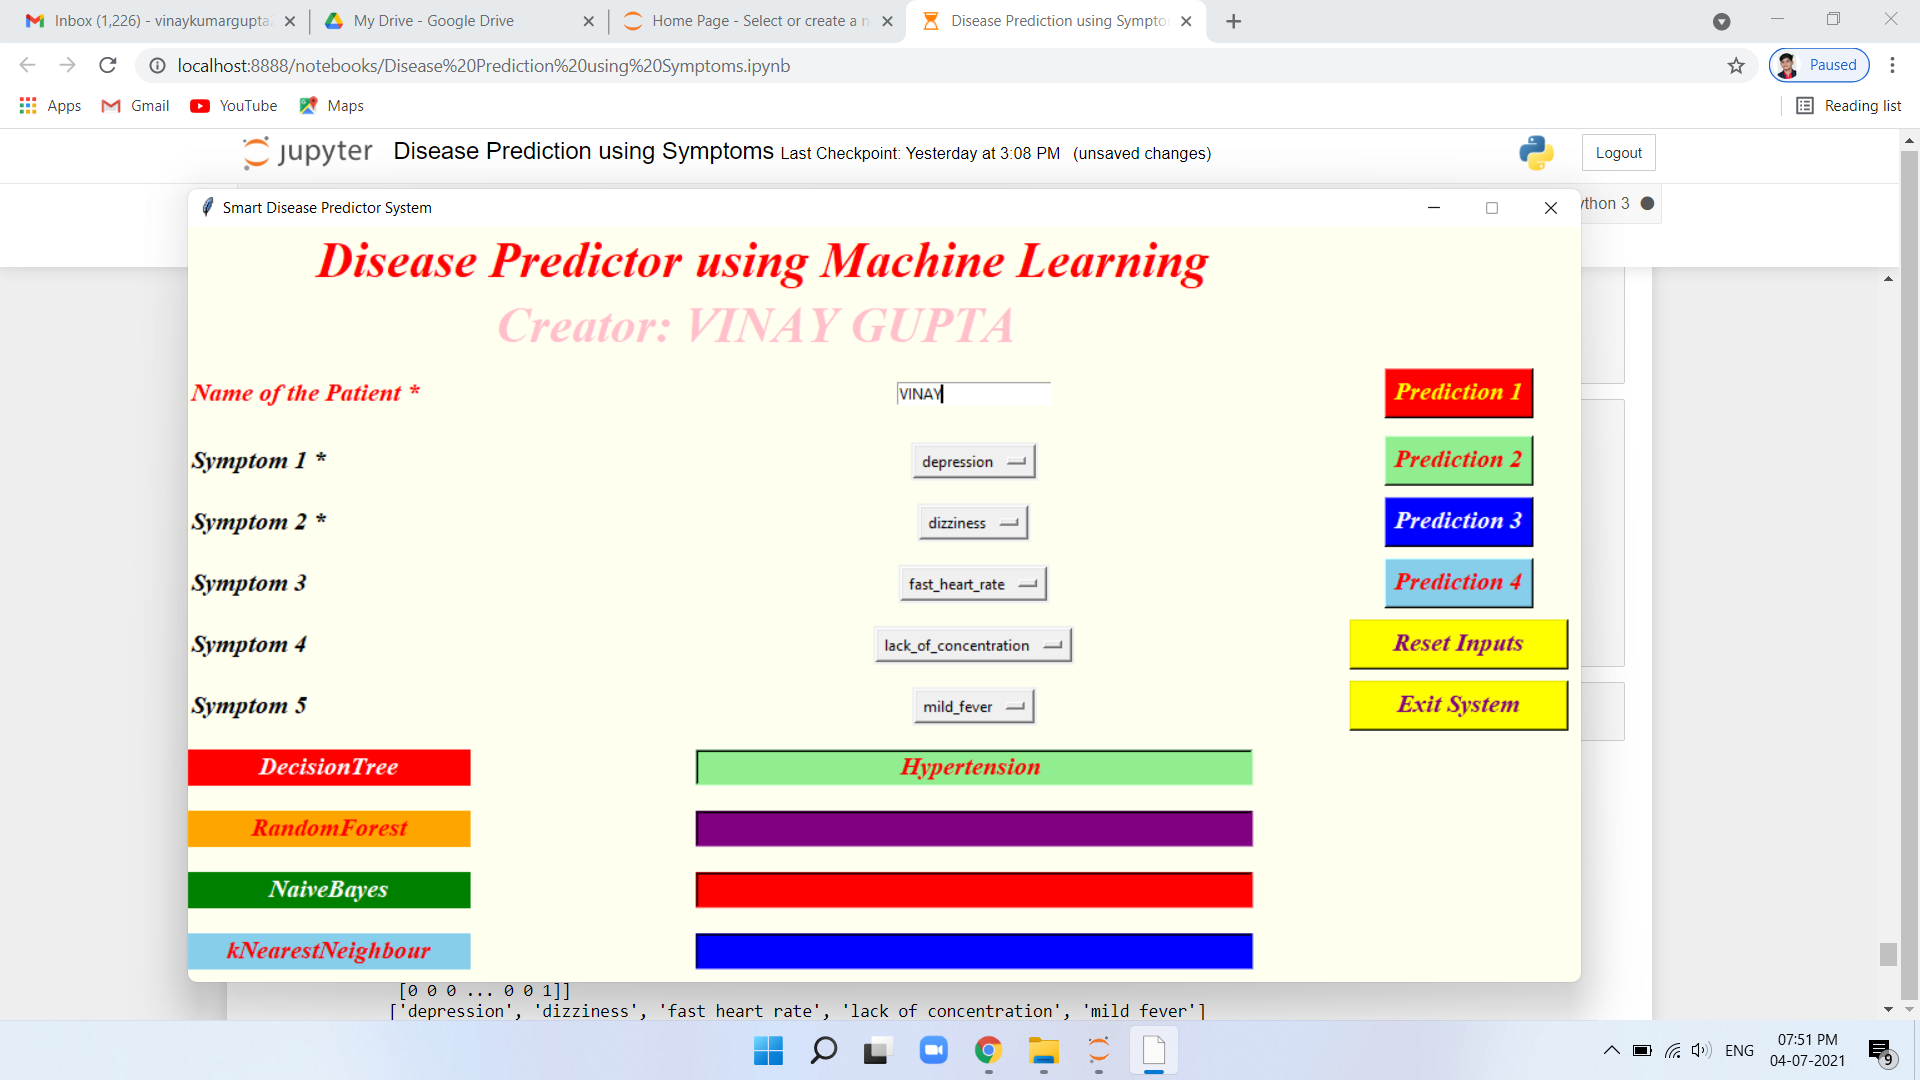 Inbox (1,226) - vinaykumargupta
My Drive - Google Drive
Home Page - Select or create a n
Disease Prediction using Sympto
localhost:8888/notebooks/Disease%20Prediction%20using%20Symptoms.ipynb
Paused
Apps
Gmail
YouTube
Maps
Reading list
jupyter
Disease Prediction using Symptoms Last Checkpoint: Yesterday at 3:08 PM (unsaved changes)
Logout
Smart Disease Predictor System
ython 3
Disease Predictor using Machine Learning
Creator: VINAY GUPTA
Name of the Patient *
VINAY
Prediction 1
Symptom 1 *
depression
Prediction 2
Symptom 2 *
dizziness
Prediction 3
Symptom 3
fast_heart_rate
Prediction 4
Symptom 4
lack_of_concentration
Reset Inputs
Symptom 5
mild_fever
Exit System
DecisionTree
Hypertension
RandomForest
NaiveBayes
kNearestNeighbour
[0 0 0 ... 0 0 1]]
['depression', 'dizziness', 'fast heart rate', 'lack of concentration', 'mild fever']
ENG
07:51 PM
04-07-2021
9